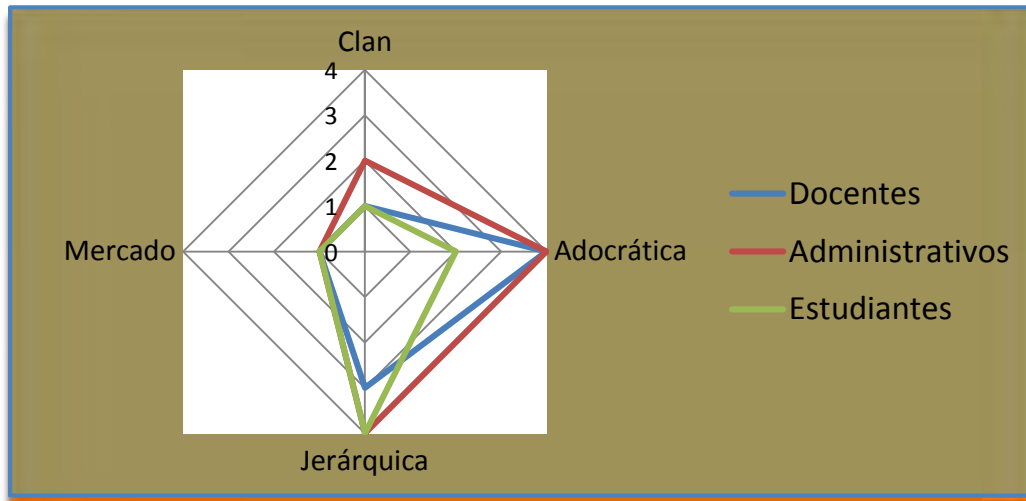 Clan
4
3
2
1
0
Mercado
Adocrática
Jerárquica
Docentes
Administrativos
Estudiantes